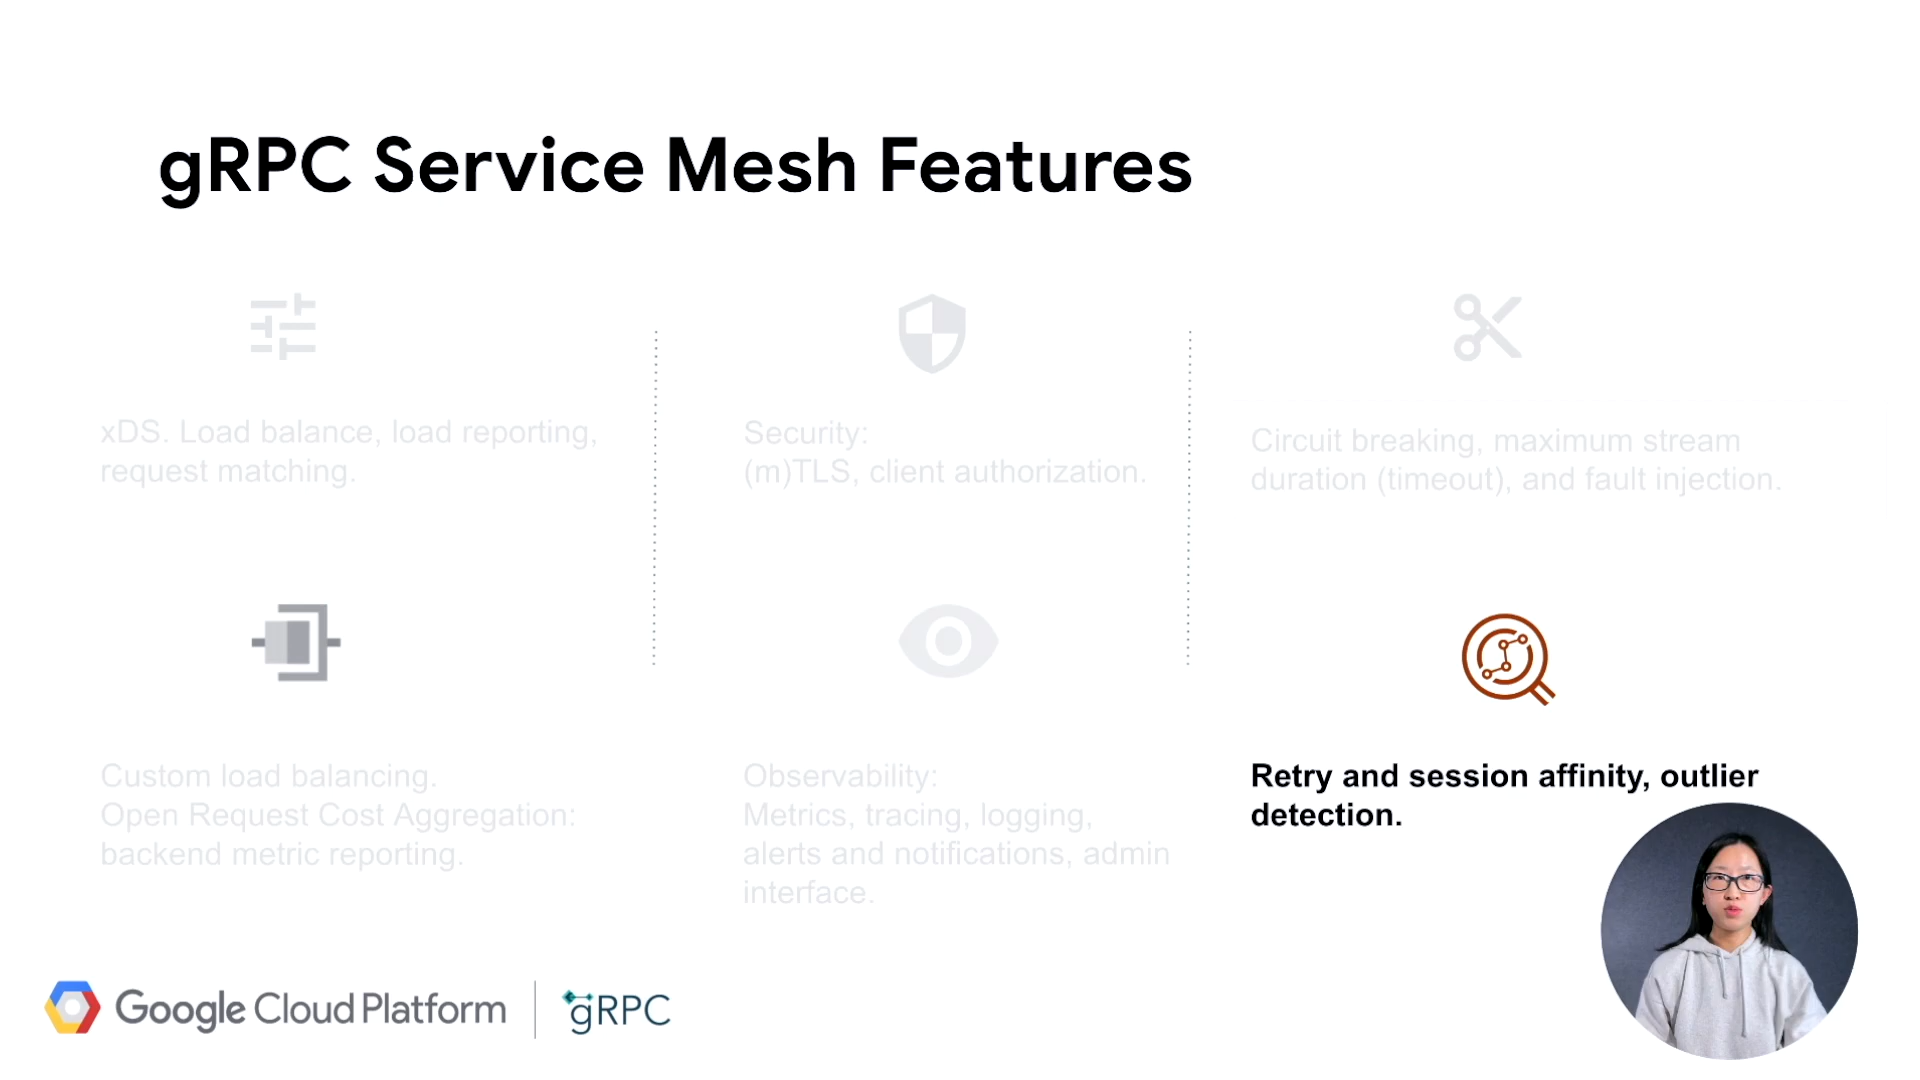 gRPC Service Mesh Features
xDS. Load balance, load reporting,
request matching.
Security:
(m)TLS, client authorization.
Circuit breaking, maximum stream
duration (timeout), and fault injection.
Custom load balancing.
Open Request Cost Aggregation:
backend metric reporting.
Observability:
Metrics, tracing, logging,
alerts and notifications, admin
interface.
Retry and session affinity, outlier
detection.
Google Cloud Platform
gRPC